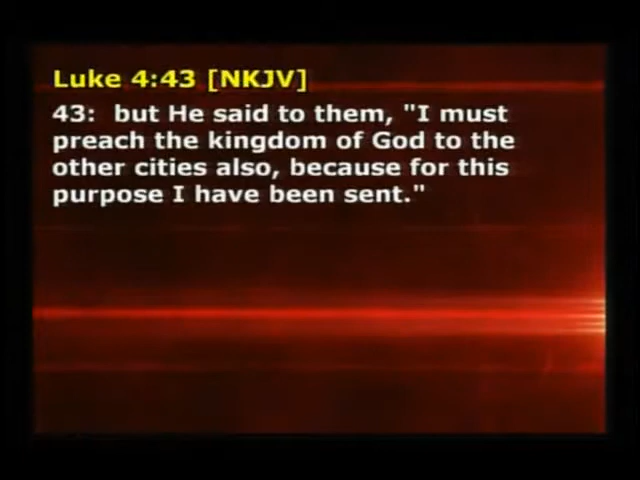 Luke 4:43 [NKJV]
43:  but He said to them, "I must
preach the kingdom of God to the
other cities also, because for this
purpose I have been sent."